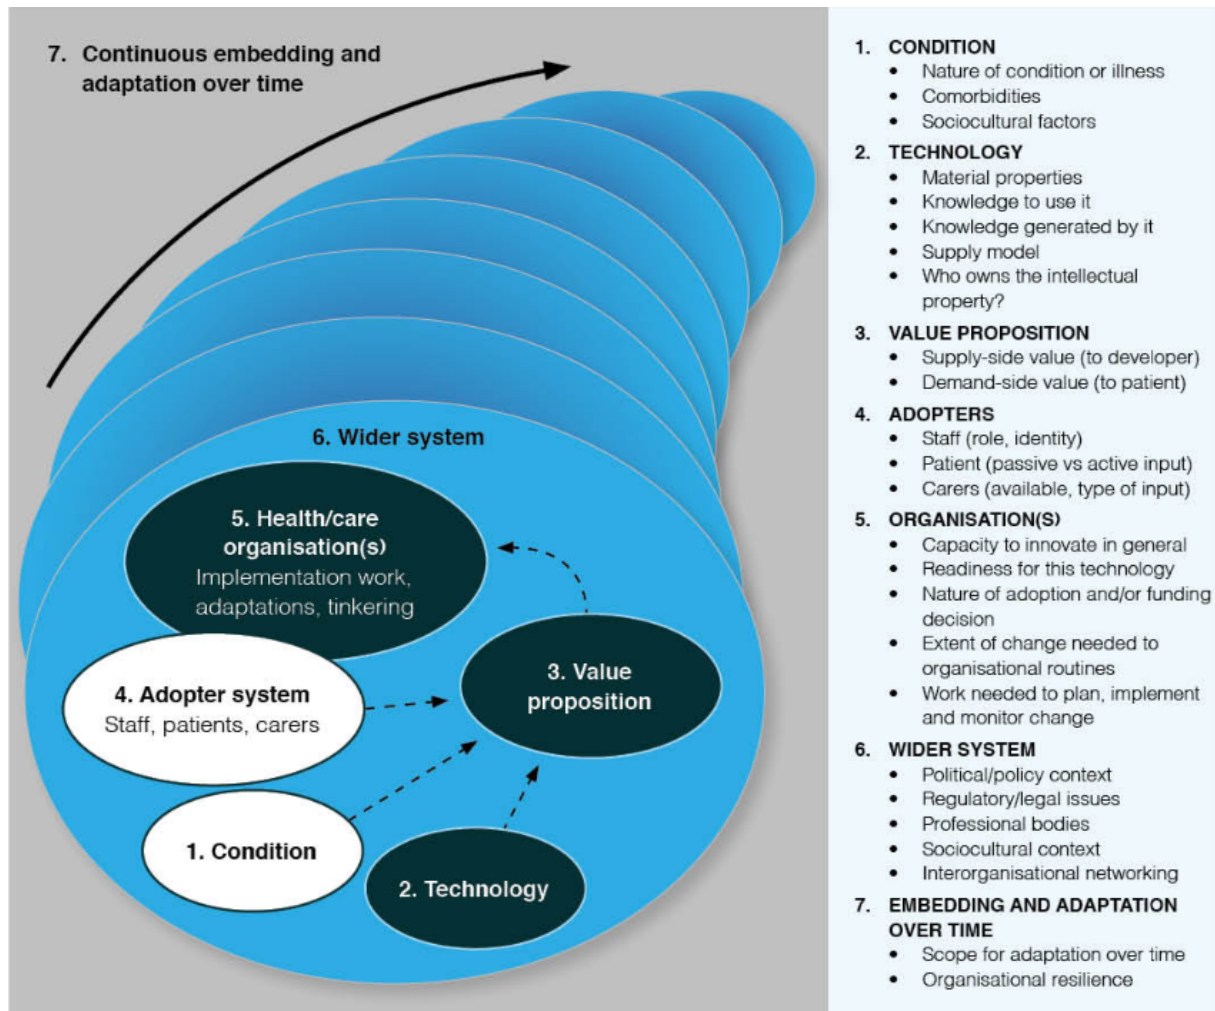 7. Continuous embedding and
adaptation over time
6. Wider system
5. Health/care
organisation(s)
Implementation work,
adaptations, tinkering
4. Adopter system
Staff, patients, carers
3. Value
proposition
1. Condition
2. Technology
1. CONDITION
• Nature of condition or illness
• Comorbidities
• Sociocultural factors
2. TECHNOLOGY
• Material properties
• Knowledge to use it
• Knowledge generated by it
• Supply model
• Who owns the intellectual
property?
3. VALUE PROPOSITION
• Supply-side value (to developer)
• Demand-side value (to patient)
4. ADOPTERS
• Staff (role, identity)
• Patient (passive vs active input)
• Carers (available, type of input)
5. ORGANISATION(S)
• Capacity to innovate in general
• Readiness for this technology
• Nature of adoption and/or funding
decision
• Extent of change needed to
organisational routines
• Work needed to plan, implement
and monitor change
6. WIDER SYSTEM
• Political/policy context
• Regulatory/legal issues
• Professional bodies
• Sociocultural context
• Interorganisational networking
7. EMBEDDING AND ADAPTATION
OVER TIME
• Scope for adaptation over time
• Organisational resilience